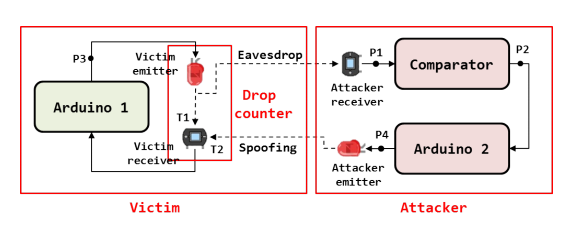 P3
Victim
emitter
Eavesdrop
P1
Comparator
P2
Arduino 1
Drop
counter
Attacker
receiver
T1
Victim
receiver
T2
Spoofing
P4
Arduino 2
Attacker
emitter
Victim
Attacker